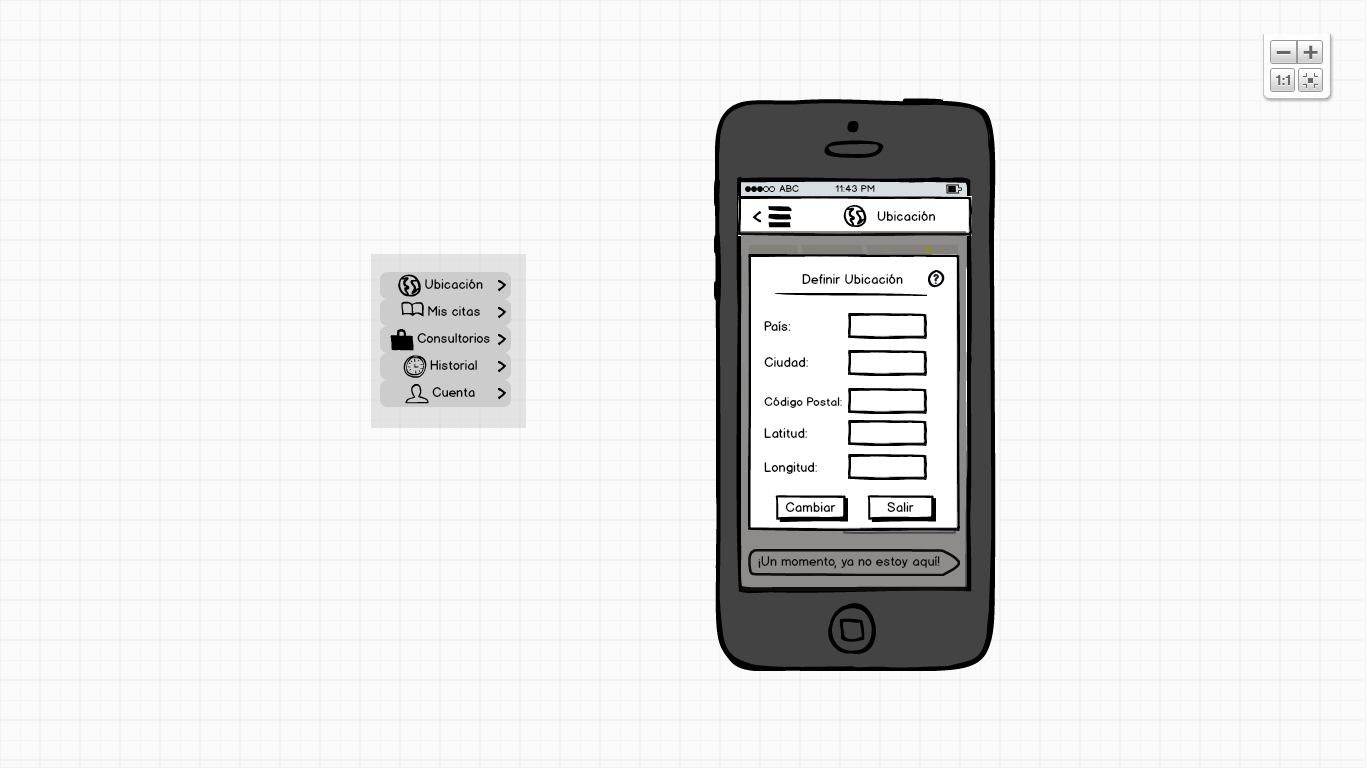 1:1
ABC 11:43 PM
< Ubicación
Definir Ubicación ?
País:
Ciudad:
Código Postal:
Latitud:
Longitud:
Cambiar Salir
¡Un momento, ya no estoy aquí!
Ubicación >
Mis citas >
Consultorios >
Historial >
Cuenta >